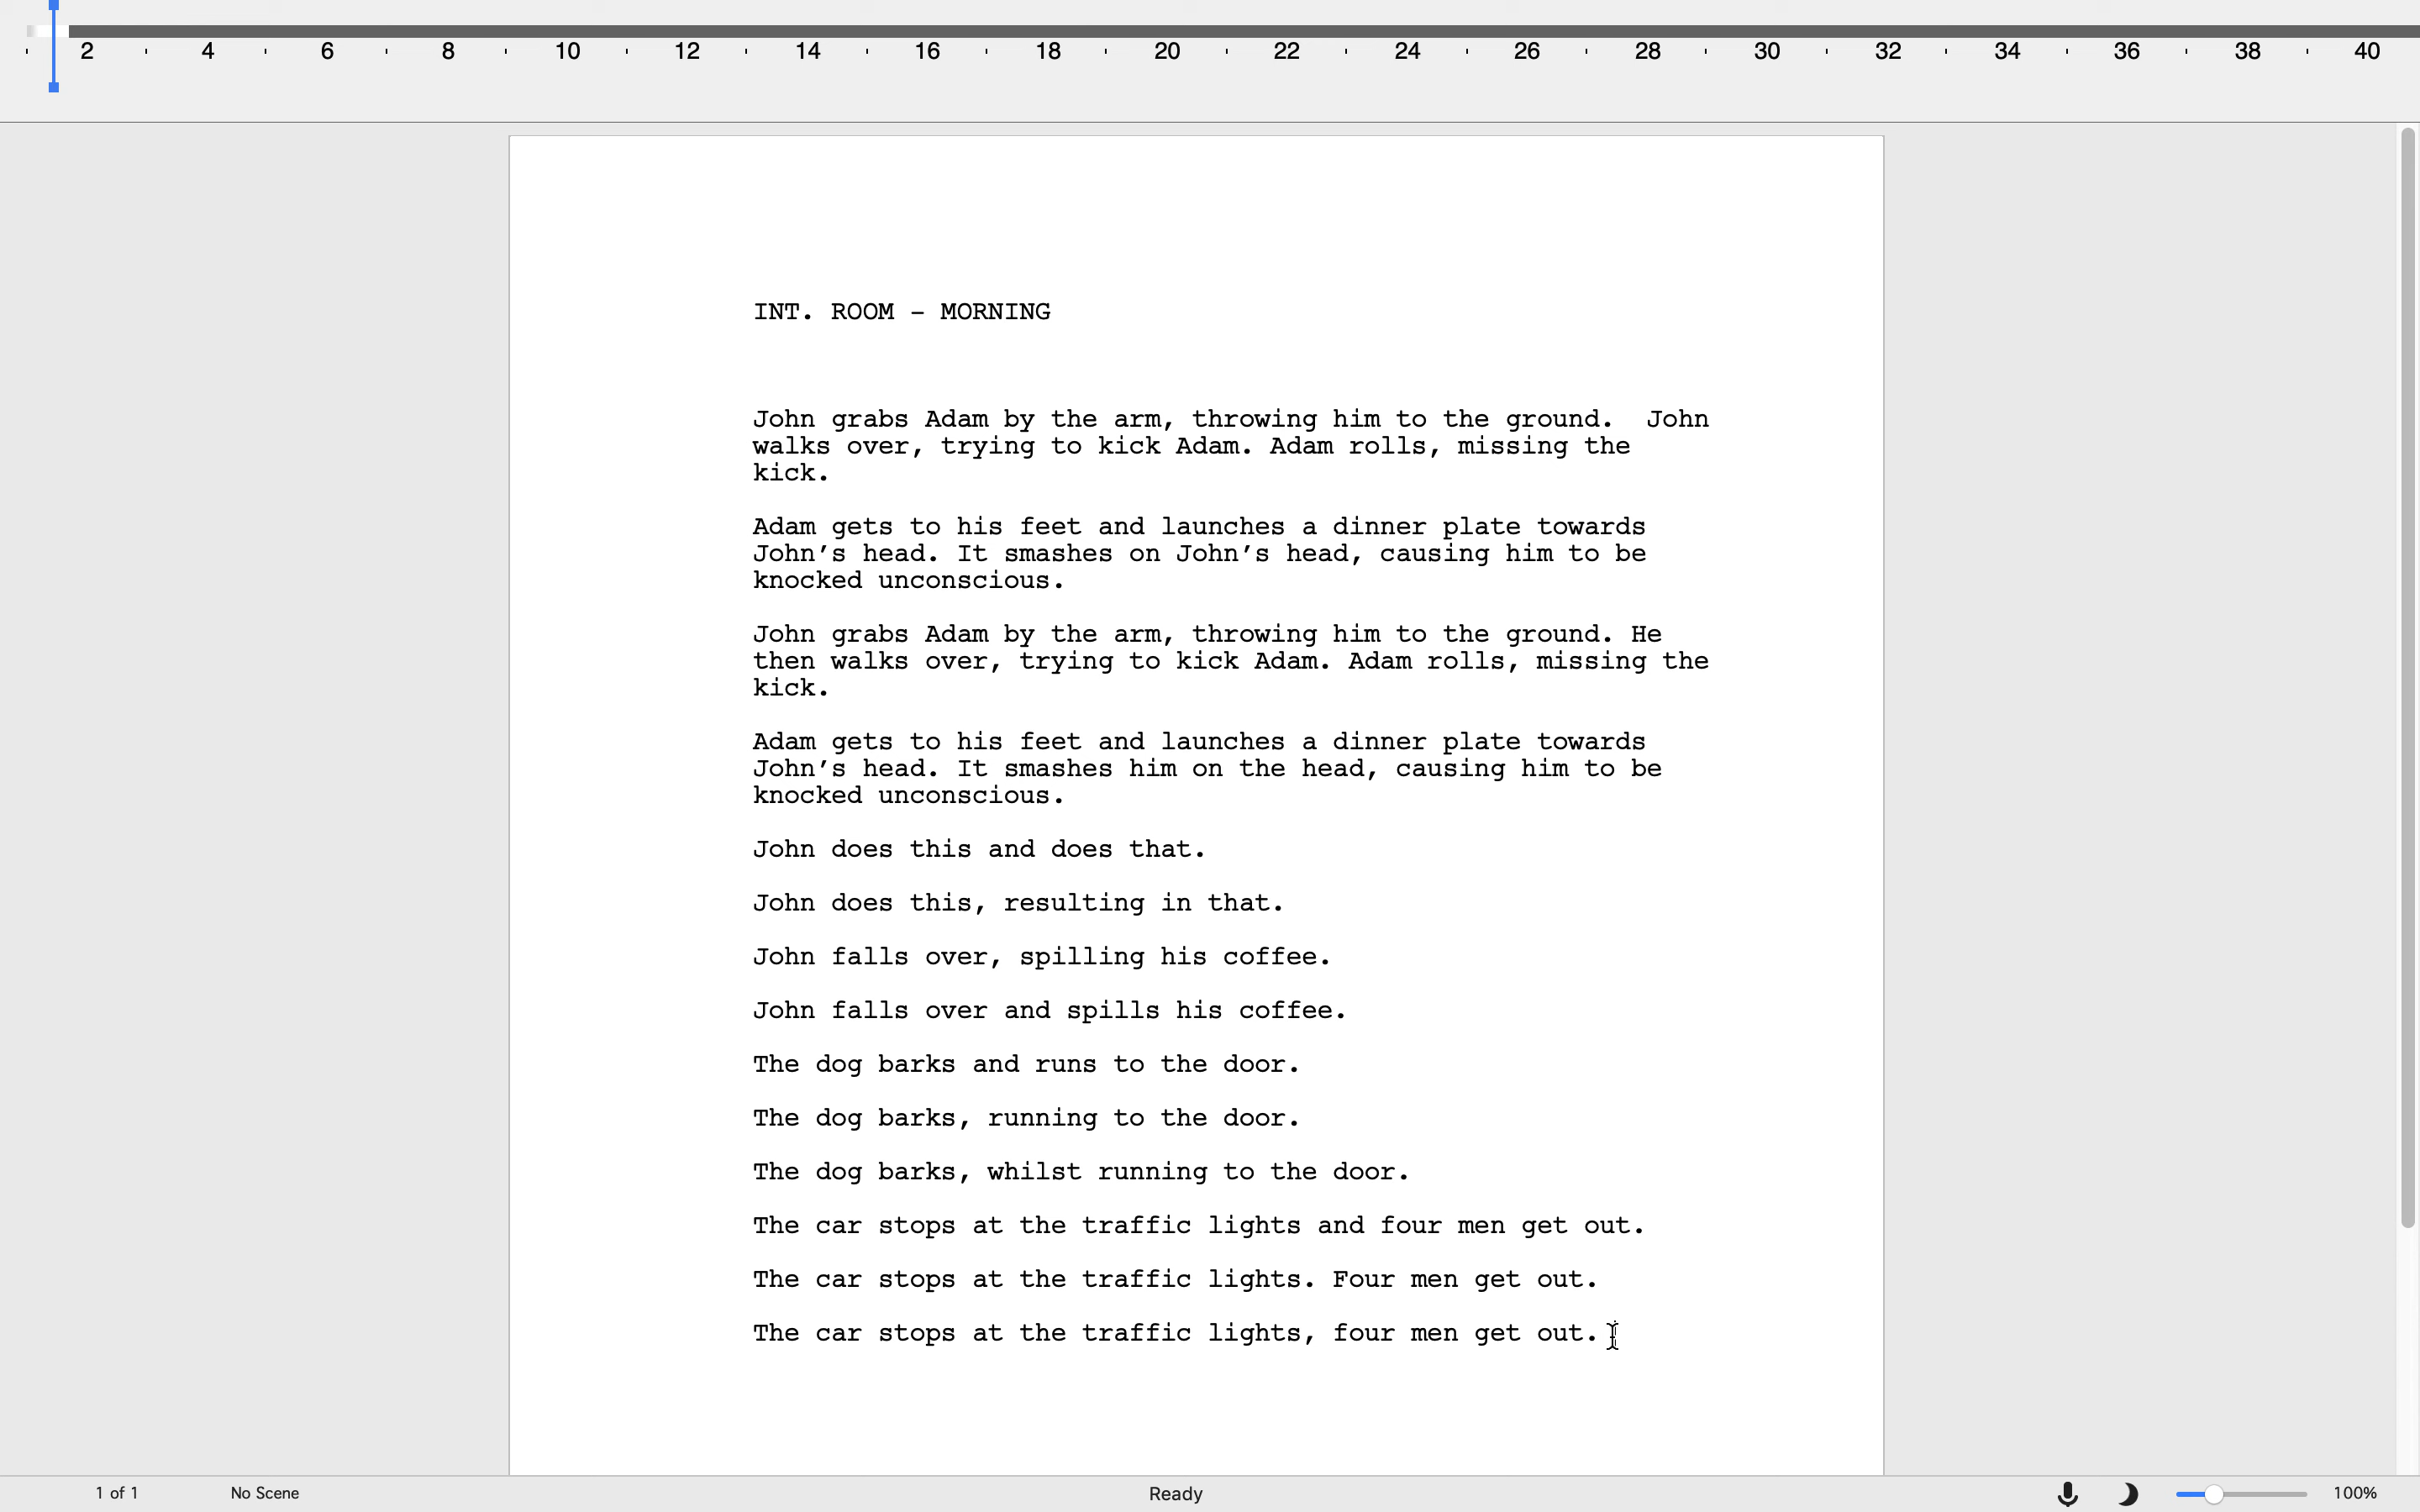 2 4 6 8 10 12 14 16 18 20 22 24 26 28 30 32 34 36 38 40
INT. ROOM – MORNING
John grabs Adam by the arm, throwing him to the ground.  John
walks over, trying to kick Adam. Adam rolls, missing the
kick.
Adam gets to his feet and launches a dinner plate towards
John’s head. It smashes on John’s head, causing him to be
knocked unconscious.
John grabs Adam by the arm, throwing him to the ground. He
then walks over, trying to kick Adam. Adam rolls, missing the
kick.
Adam gets to his feet and launches a dinner plate towards
John’s head. It smashes him on the head, causing him to be
knocked unconscious.
John does this and does that.
John does this, resulting in that.
John falls over, spilling his coffee.
John falls over and spills his coffee.
The dog barks and runs to the door.
The dog barks, running to the door.
The dog barks, whilst running to the door.
The car stops at the traffic lights and four men get out.
The car stops at the traffic lights. Four men get out.
The car stops at the traffic lights, four men get out.
1 of 1 No Scene Ready 100%